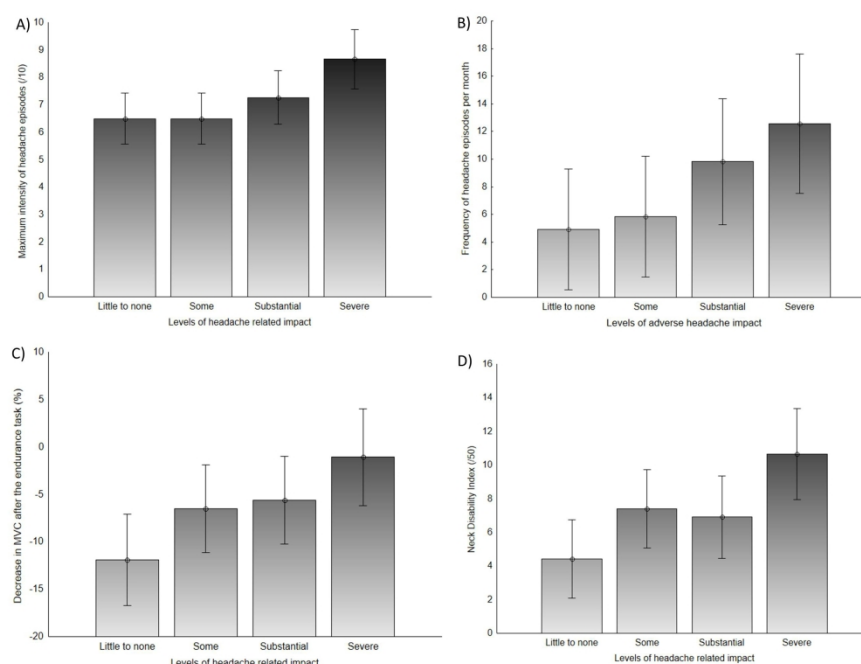 A)
Maximum intensity of headache episodes (/10)
10
9
8
7
6
5
4
3
2
1
0
Little to none Some Substantial Severe
Levels of headache related impact
B)
Frequency of headache episodes per month
20
18
16
14
12
10
8
6
4
2
0
Little to none Some Substantial Severe
Levels of adverse headache impact
C)
Decrease in MVC after the endurance task (%)
10
5
0
-5
-10
-15
-20
Little to none Some Substantial Severe
Levels of headache related impact
D)
Neck Disability Index (/50)
16
14
12
10
8
6
4
2
0
Little to none Some Substantial Severe
Levels of headache related impact